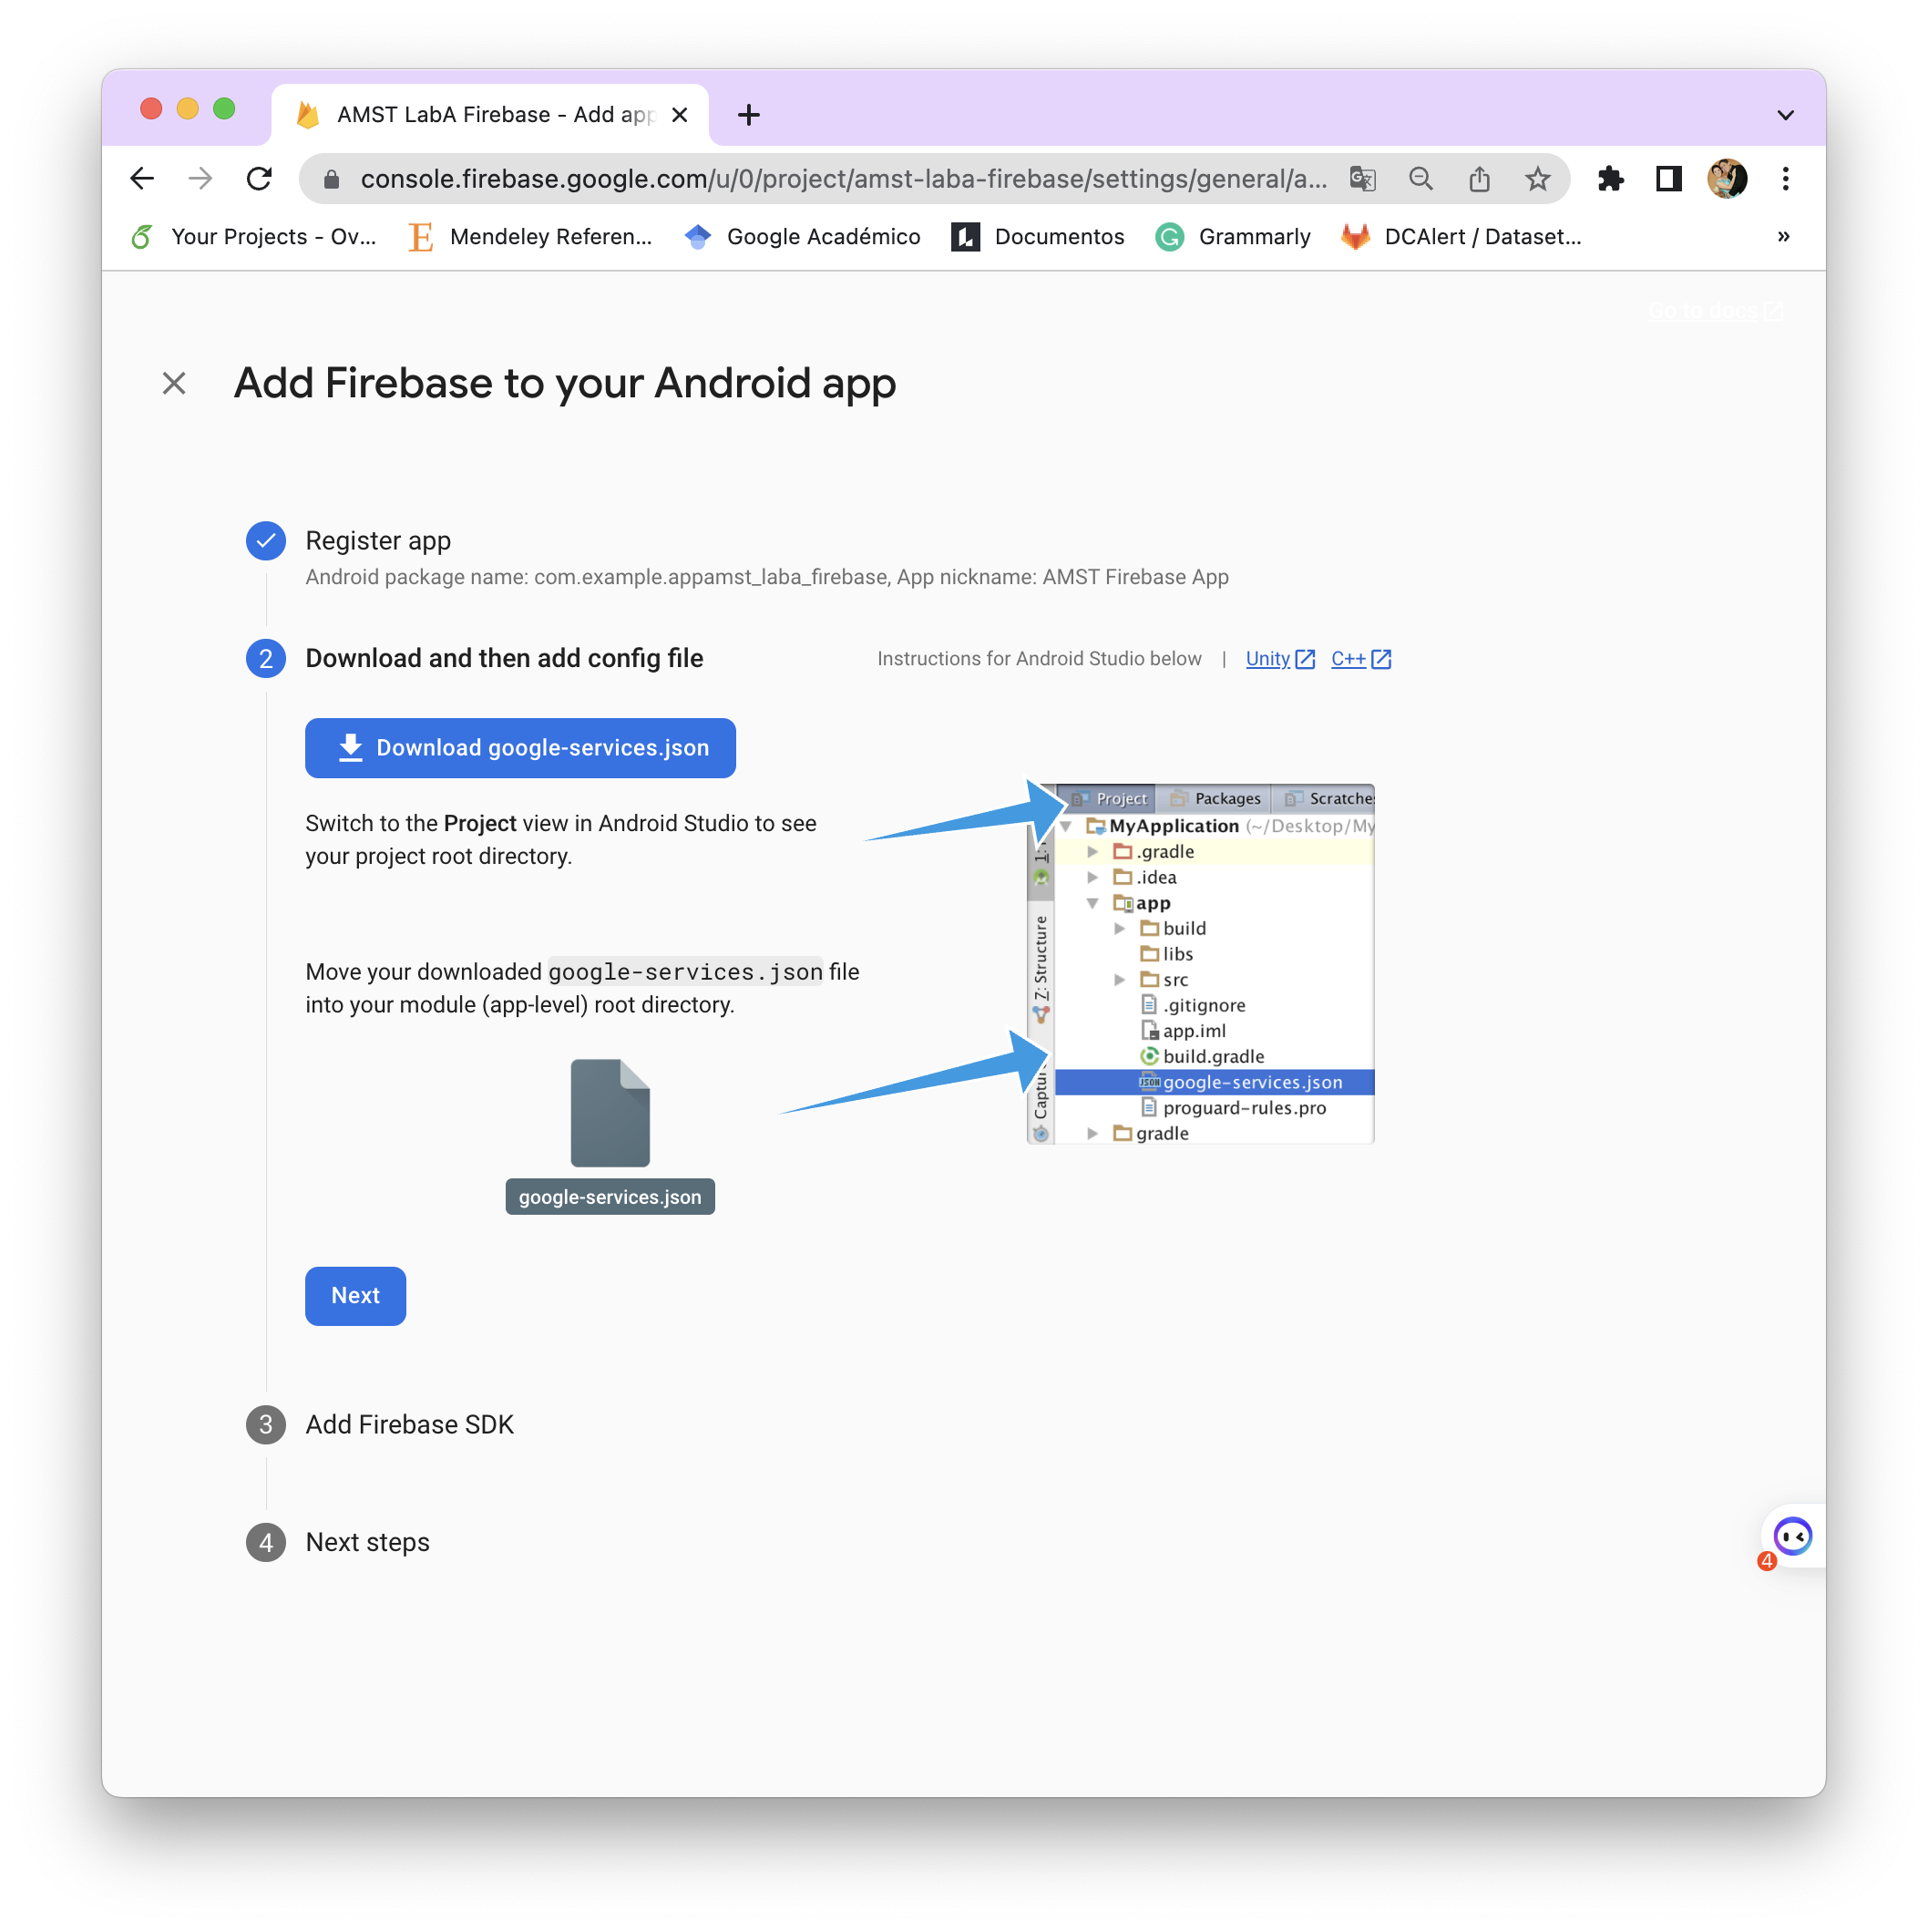 AMST LabA Firebase - Add app
console.firebase.google.com/u/0/project/amst-laba-firebase/settings/general/a...
Your Projects - Ov...
Mendeley Referen...
Google Académico
Documentos
Grammarly
DCAlert / Dataset...
»
Go to docs
Add Firebase to your Android app
Register app
Android package name: com.example.appamst_laba_firebase, App nickname: AMST Firebase App
2 Download and then add config file
Instructions for Android Studio below | Unity C++
Download google-services.json
Switch to the Project view in Android Studio to see
your project root directory.
Move your downloaded google-services.json file
into your module (app-level) root directory.
google-services.json
Project Packages Scratches
MyApplication (~/Desktop/My
.gradle
.idea
app
build
libs
src
.gitignore
app.iml
build.gradle
JSON google-services.json
proguard-rules.pro
gradle
1:
Z: Structure
Capture
Next
3 Add Firebase SDK
4 Next steps
4